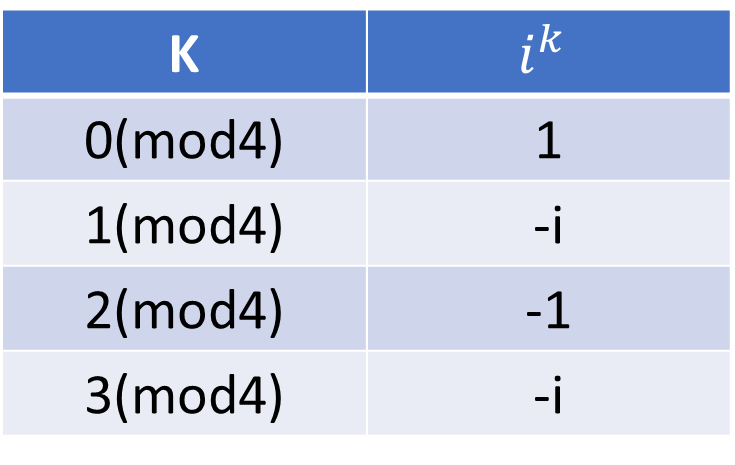 K i^k
0(mod4) 1
1(mod4) -i
2(mod4) -1
3(mod4) -i